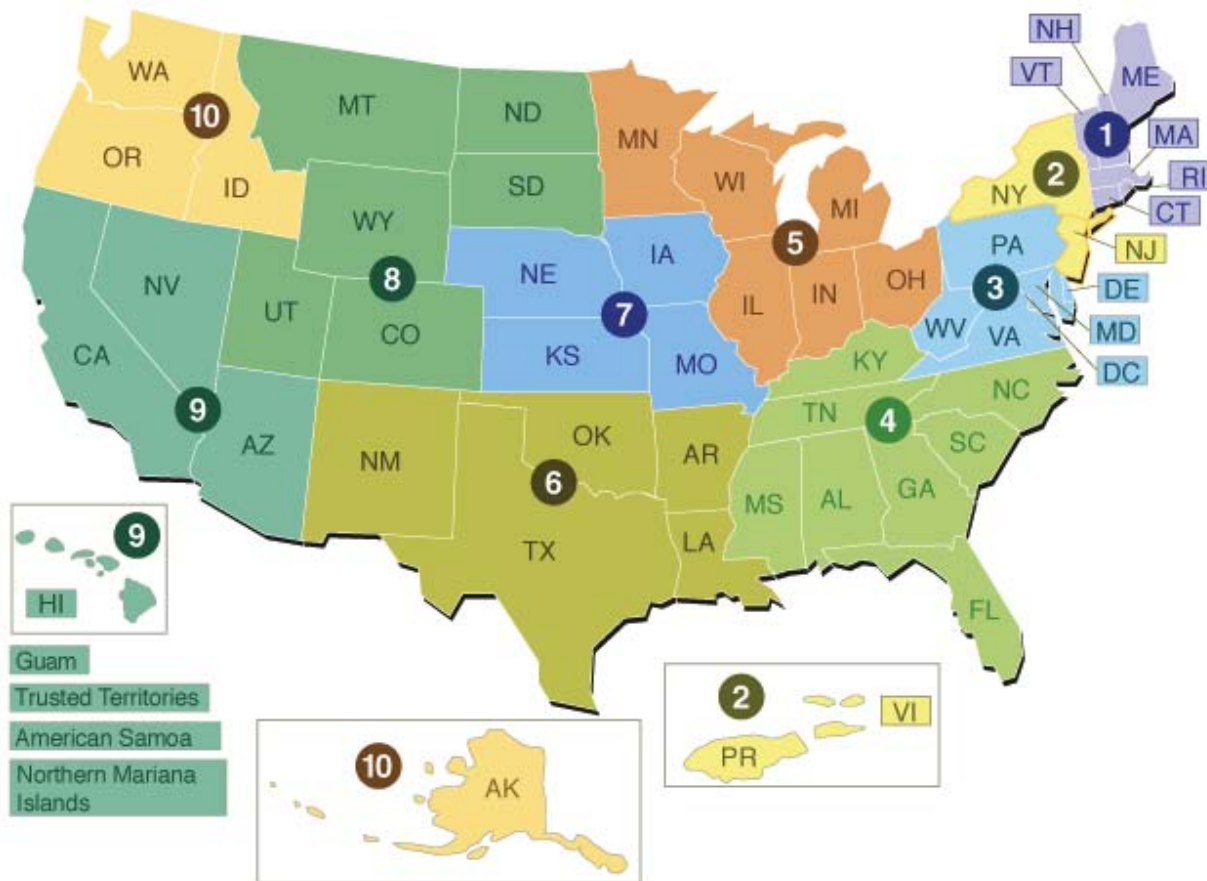 NH
VT
ME
WA
10
MT
ND
MN
1
MA
OR
ID
SD
WI
MI
NY
2
RI
CT
WY
5
PA
NJ
NV
8
NE
IA
IL
IN
OH
3
DE
UT
CO
7
WV
VA
MD
CA
KS
MO
KY
DC
9
AZ
NM
OK
AR
TN
4
NC
SC
6
MS
AL
GA
TX
LA
FL
9
HI
Guam
Trusted Territories
American Samoa
Northern Mariana
Islands
10
AK
2
VI
PR